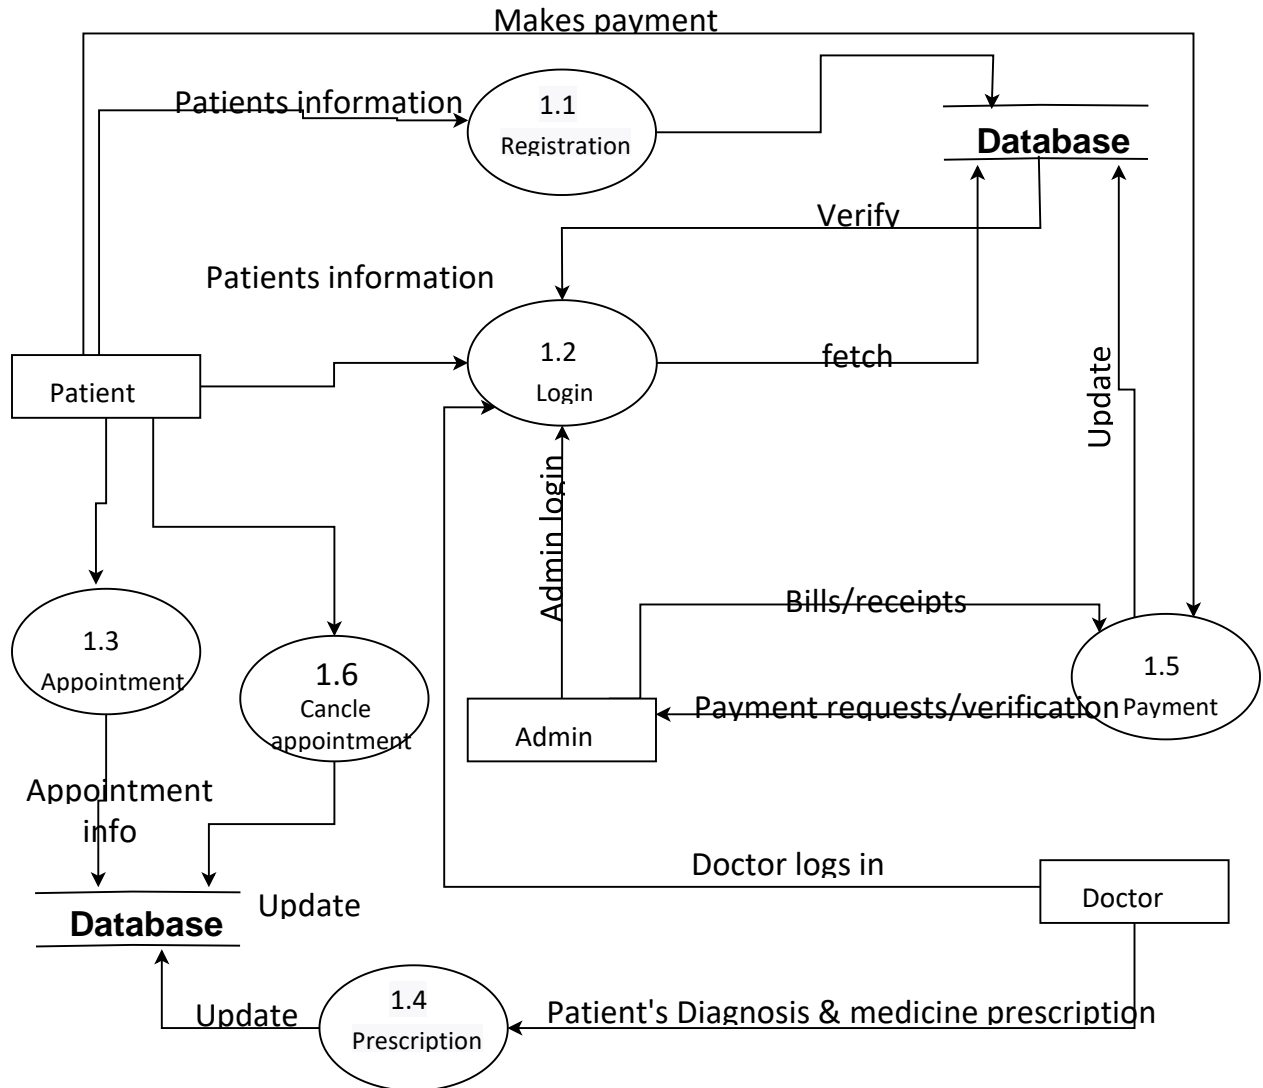 Makes payment
Patients information
1.1
Registration
Database
Verify
Patients information
1.2
Login
fetch
Update
Patient
Admin login
Bills/receipts
1.3
Appointment
1.6
Cancle
appointment
1.5
Payment
Payment requests/verification
Admin
Appointment
info
Doctor logs in
Doctor
Database
Update
1.4
Prescription
Update
Patient's Diagnosis & medicine prescription